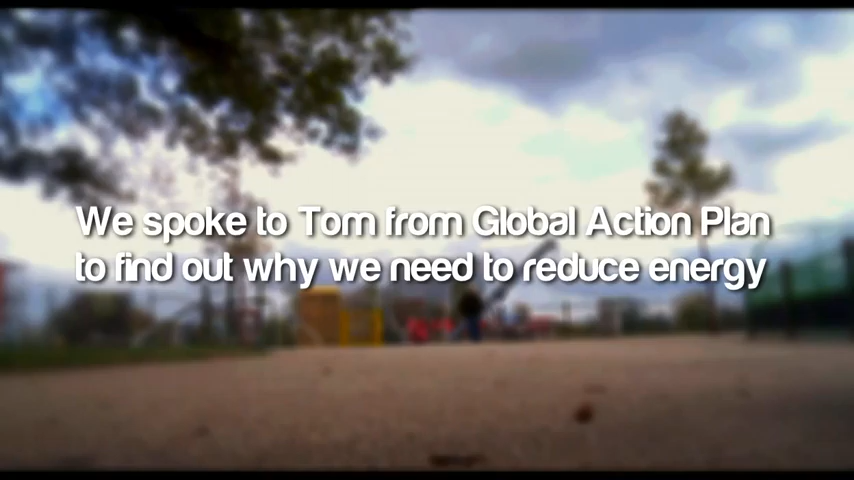 We spoke to Tom from Global Action Plan
to find out why we need to reduce energy